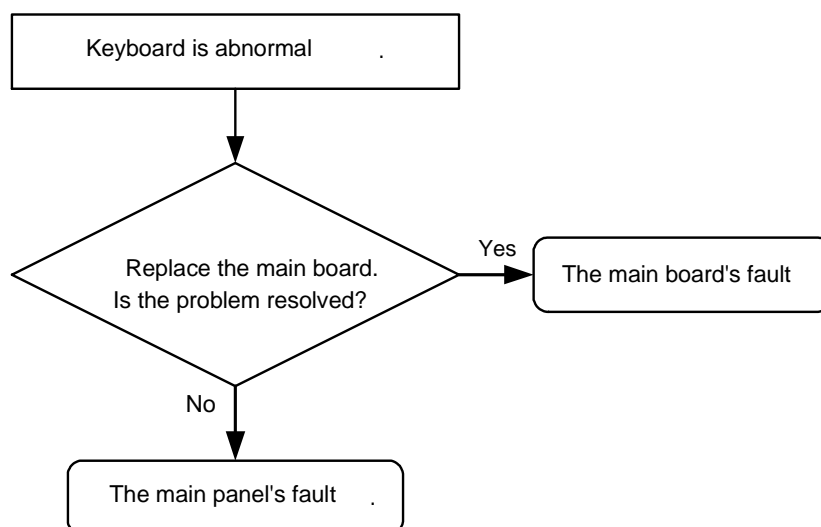 Keyboard is abnormal .
Replace the main board.
Is the problem resolved?
Yes
The main board's fault
No
The main panel's fault .